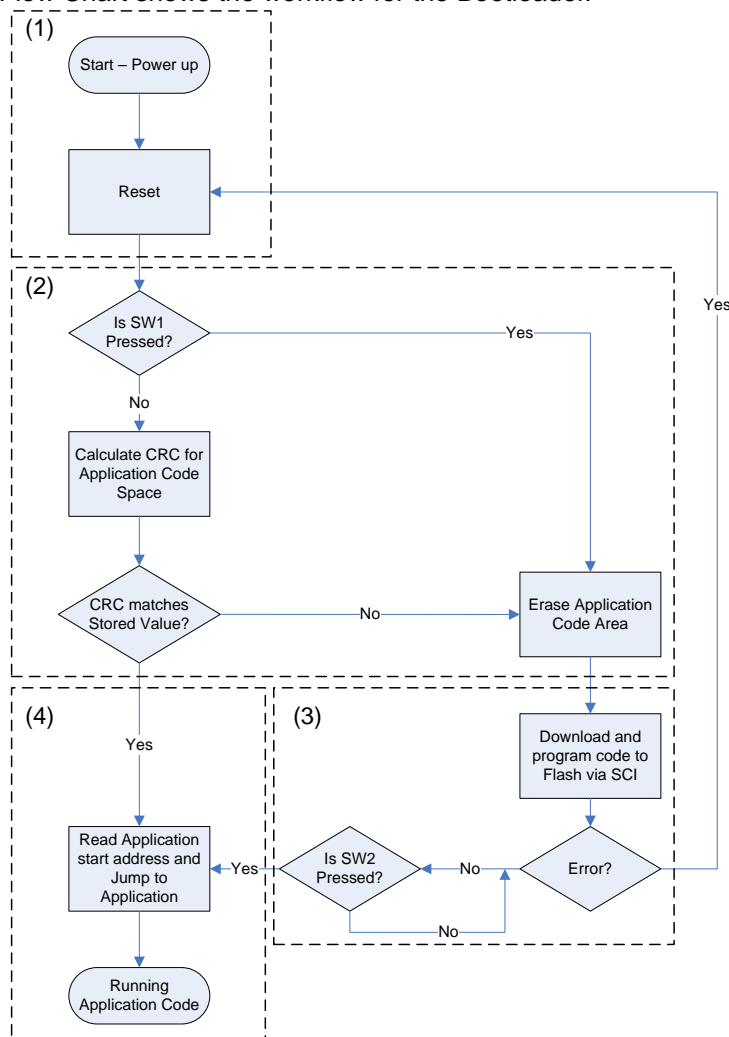 (1)
Start – Power up
Reset
(2)
Is SW1
Pressed?
Yes
Yes
No
Calculate CRC for
Application Code
Space
CRC matches
Stored Value?
No
Erase Application
Code Area
(4)
(3)
Yes
Download and
program code to
Flash via SCI
Read Application
start address and
Jump to
Application
Yes
Is SW2
Pressed?
No
Error?
No
Running
Application Code